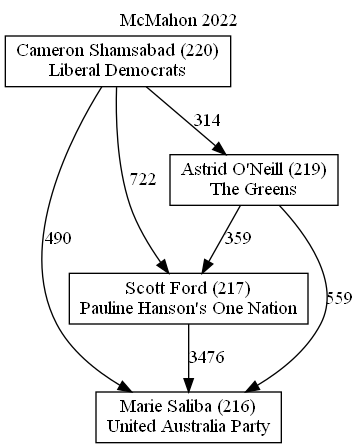 McMahon 2022
Cameron Shamsabad (220)
Liberal Democrats
314
Astrid O'Neill (219)
The Greens
722
490
359
559
Scott Ford (217)
Pauline Hanson's One Nation
3476
Marie Saliba (216)
United Australia Party